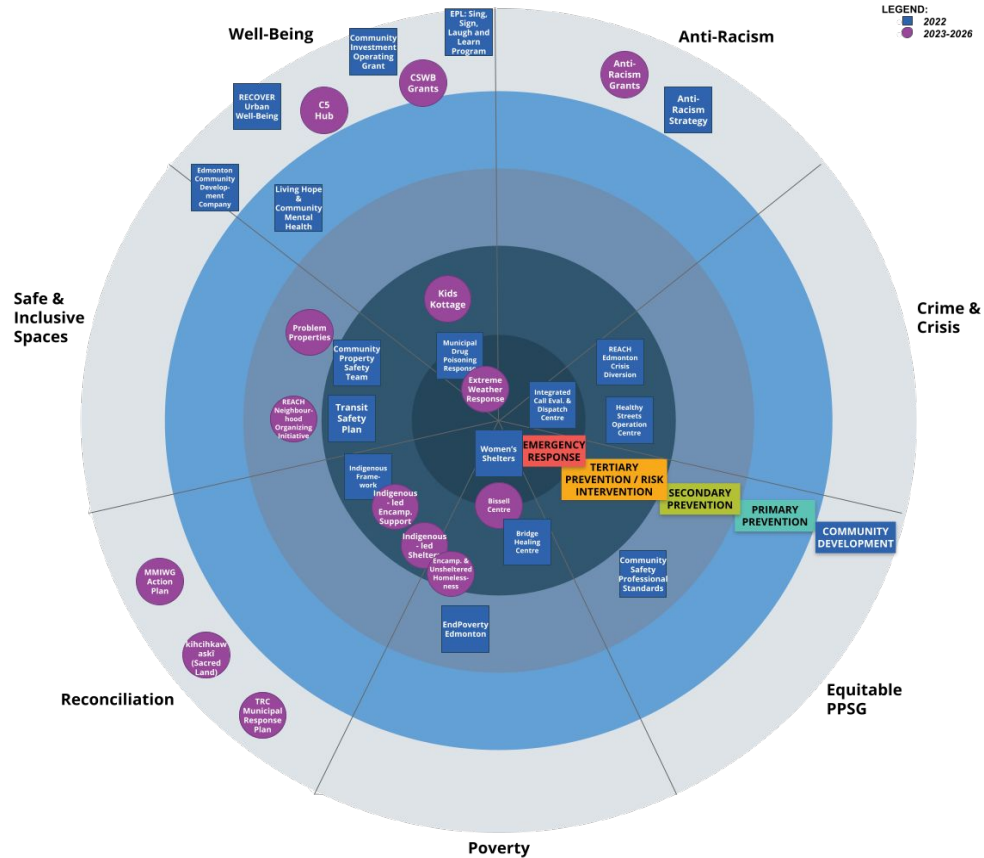 LEGEND:
2022
2023-2026
Well-Being
Anti-Racism
Crime &
Crisis
Equitable
PPSG
Poverty
Reconciliation
Safe &
Inclusive
Spaces
EPL: Sing,
Sign,
Laugh and
Learn
Program
Community
Investment
Operating
Grant
CSWB
Grants
RECOVER
Urban
Well-Being
C5
Hub
Edmonton
Community
Develop-
ment
Company
Living Hope
&
Community
Mental
Health
Anti-
Racism
Grants
Anti-
Racism
Strategy
Kids
Kottage
Municipal
Drug
Poisoning
Response
Extreme
Weather
Response
Problem
Properties
Community
Property
Safety
Team
REACH
Neighbour-
hood
Organizing
Initiative
Transit
Safety
Plan
REACH
Edmonton
Crisis
Diversion
Integrated
Call Eval. &
Dispatch
Centre
Healthy
Streets
Operation
Centre
Women's
Shelters
EMERGENCY
RESPONSE
TERTIARY
PREVENTION / RISK
INTERVENTION
SECONDARY
PREVENTION
PRIMARY
PREVENTION
COMMUNITY
DEVELOPMENT
Indigenous
Frame-
work
Indigenous
- led
Encamp.
Support
Indigenous
- led
Shelter
Encamp. &
Unsheltered
Homeless-
ness
Bissell
Centre
Bridge
Healing
Centre
Community
Safety
Professional
Standards
EndPoverty
Edmonton
MMIWG
Action
Plan
kihcihkaw
askî
(Sacred
Land)
TRC
Municipal
Response
Plan